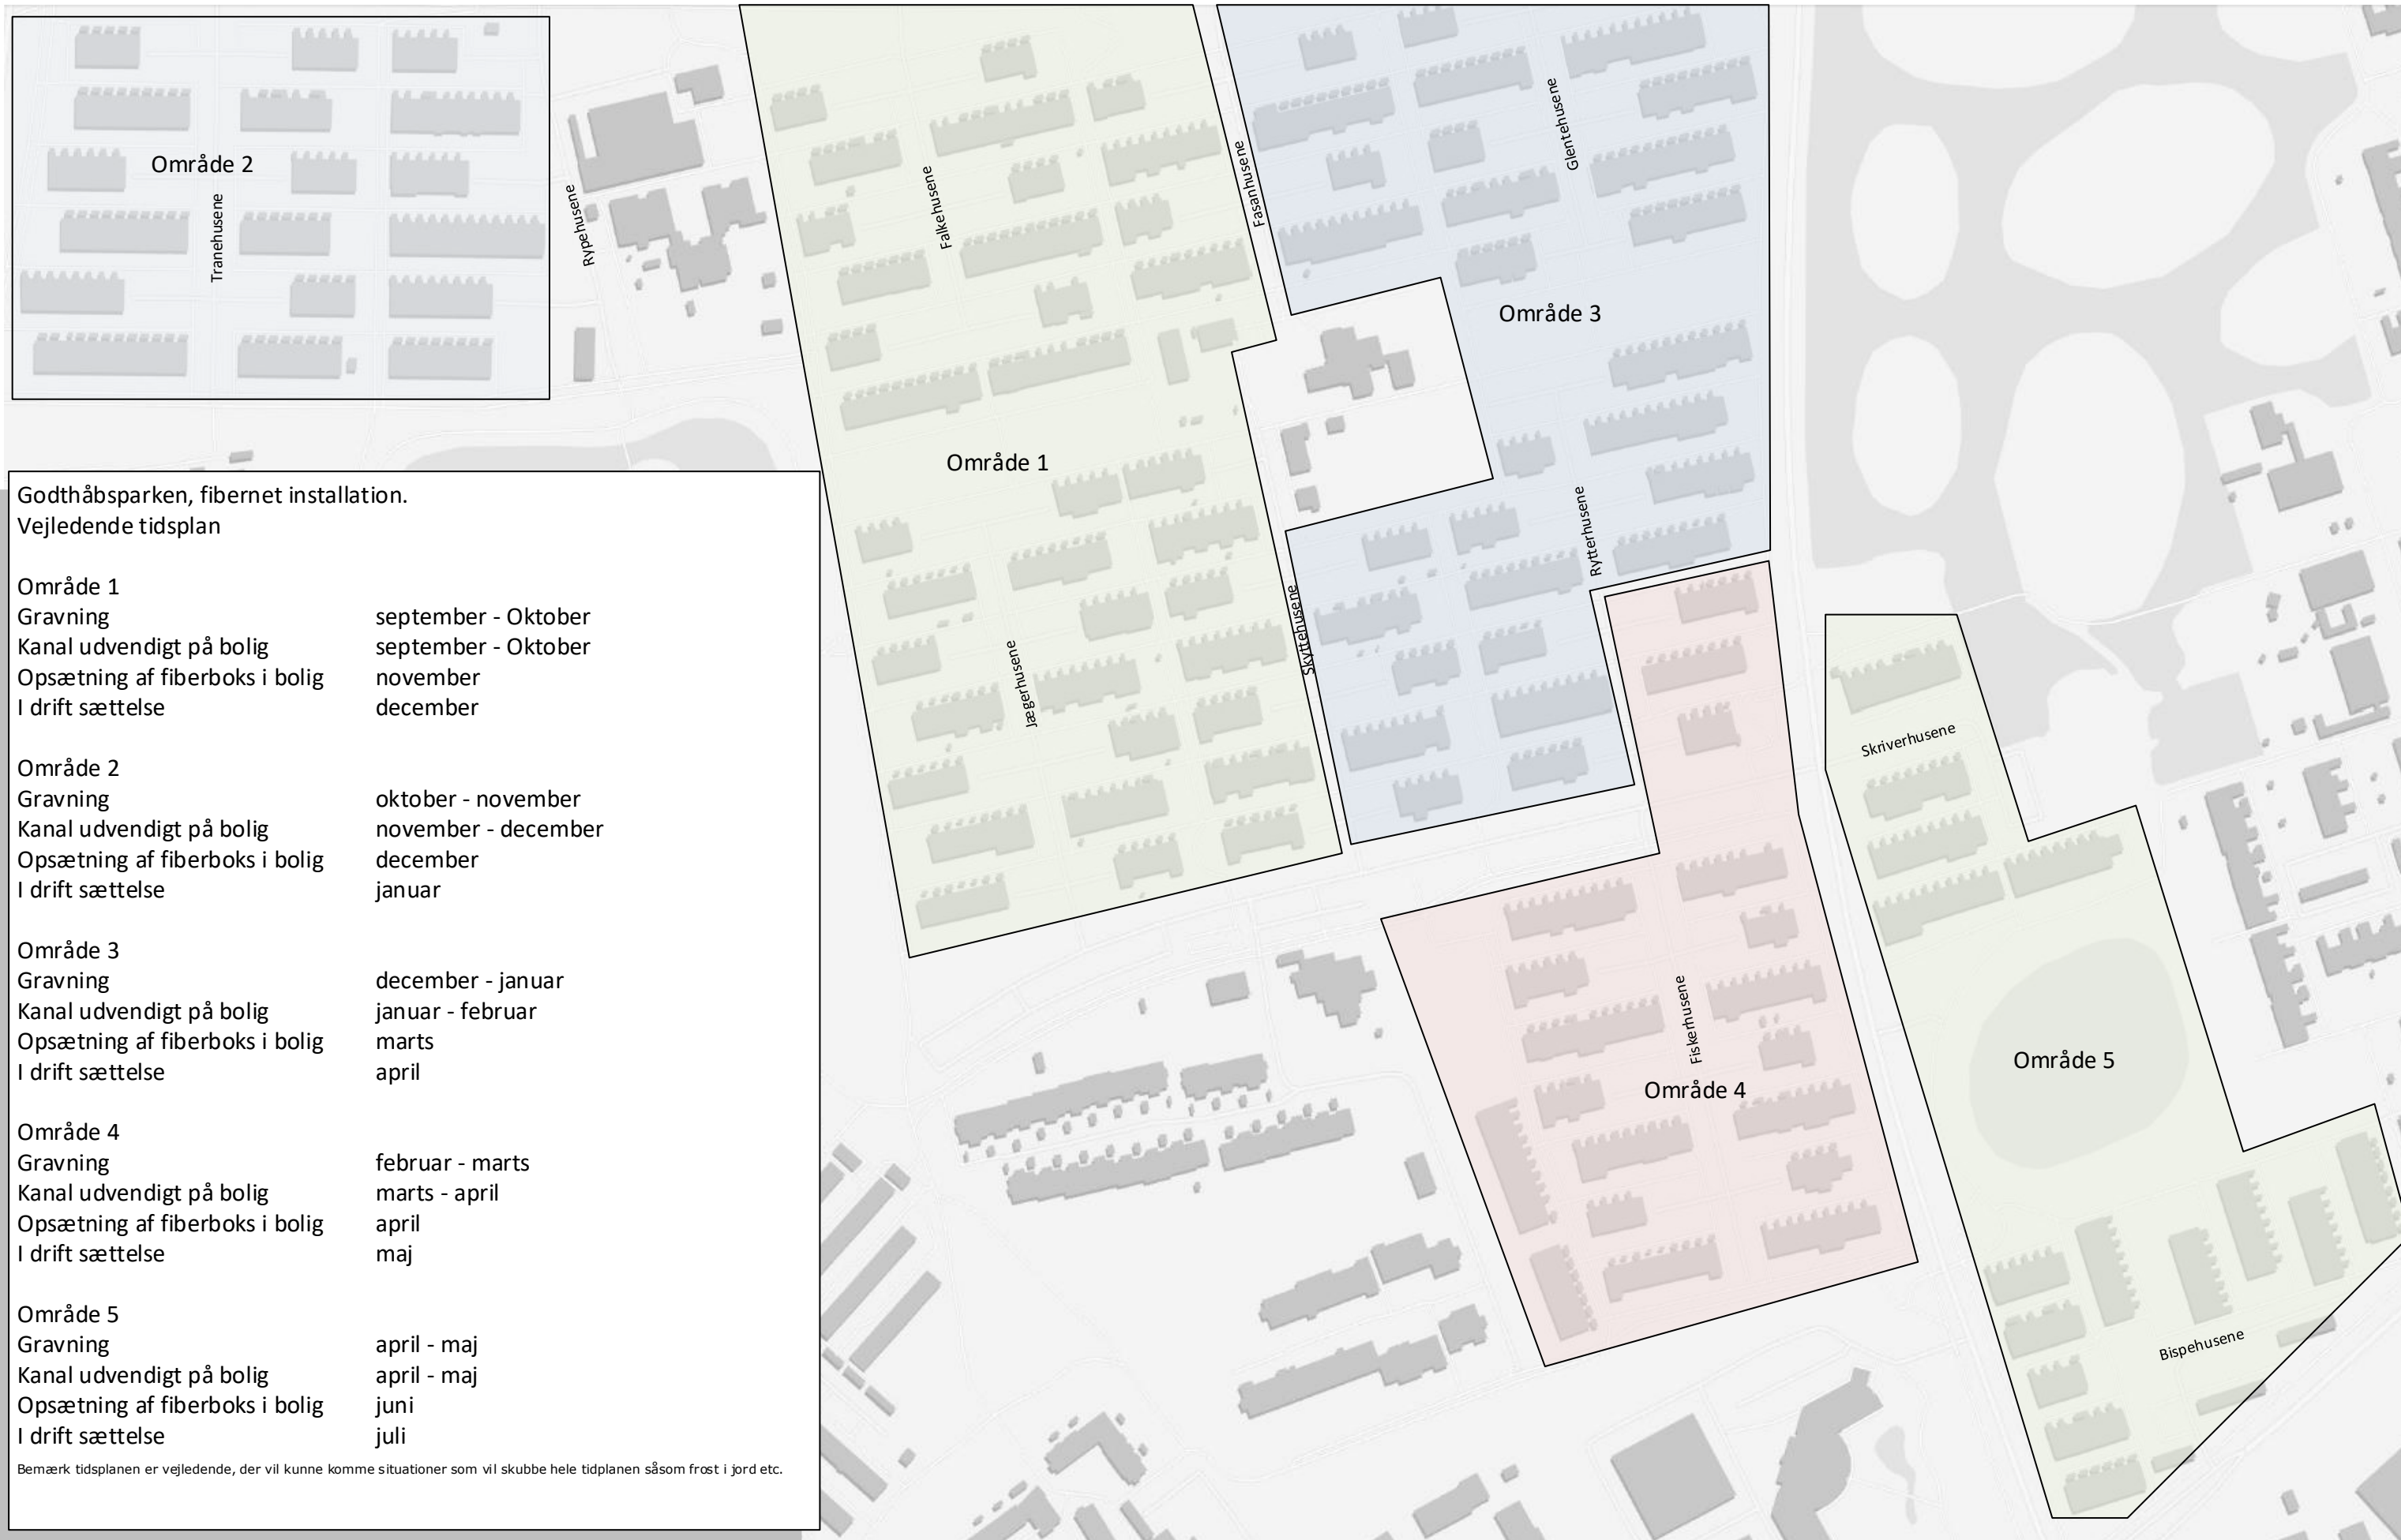 Område 2
Tranehusene
Rypehusene
Falkehusene
Fasanhusene
Glentehusene
Område 3
Område 1
Rytterhusene
Skyttehusene
Jægerhusene
Skriverhusene
Fiskerhusene
Område 4
Område 5
Bispehusene
Godthåbsparken, fibernet installation.
Vejledende tidsplan
Område 1
Gravning september - Oktober
Kanal udvendigt på bolig september - Oktober
Opsætning af fiberboks i bolig november
I drift sættelse december
Område 2
Gravning oktober - november
Kanal udvendigt på bolig november - december
Opsætning af fiberboks i bolig december
I drift sættelse januar
Område 3
Gravning december - januar
Kanal udvendigt på bolig januar - februar
Opsætning af fiberboks i bolig marts
I drift sættelse april
Område 4
Gravning februar - marts
Kanal udvendigt på bolig marts - april
Opsætning af fiberboks i bolig april
I drift sættelse maj
Område 5
Gravning april - maj
Kanal udvendigt på bolig april - maj
Opsætning af fiberboks i bolig juni
I drift sættelse juli
Bemærk tidsplanen er vejledende, der vil kunne komme situationer som vil skubbe hele tidplanen såsom frost i jord etc.